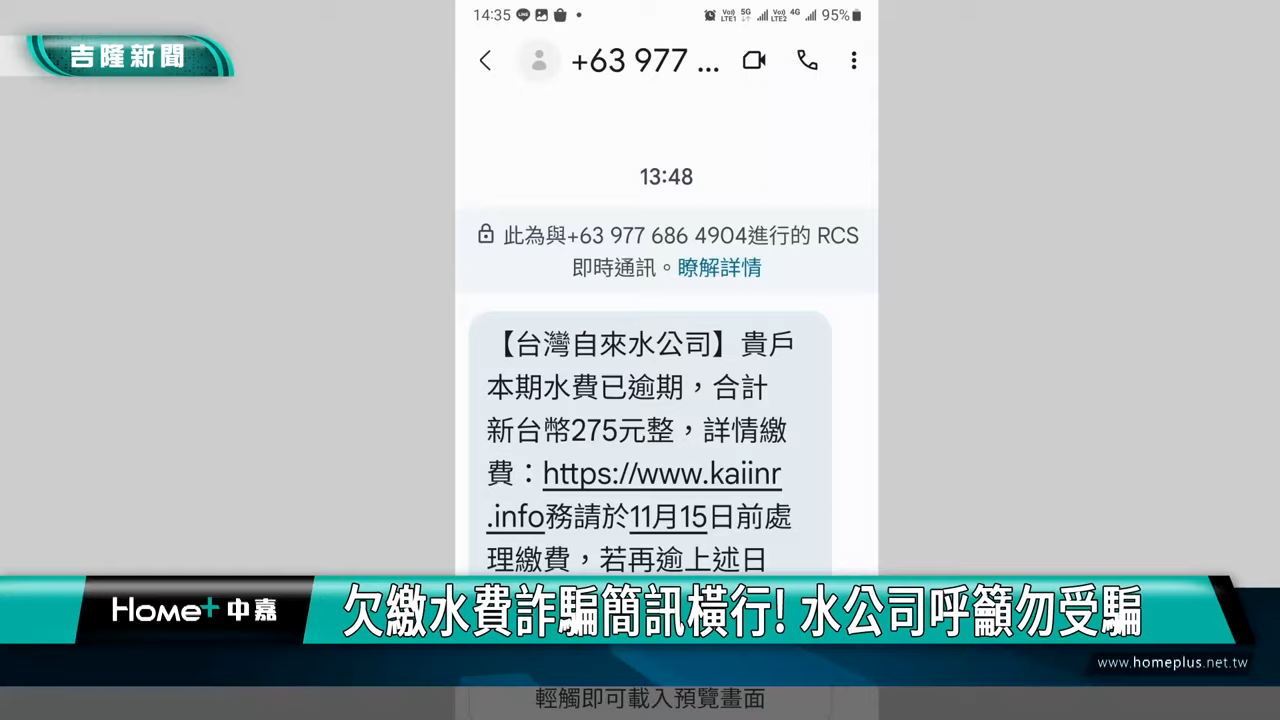 14:35
95%
吉隆新聞
+63 977 ...
13:48
此為與+63 977 686 4904進行的 RCS
即時通訊。瞭解詳情
【台灣自來水公司】貴戶
本期水費已逾期，合計
新台幣275元整，詳情繳
費：https://www.kaiinr
.info務請於11月15日前處
理繳費，若再逾上述日
Home+ 中嘉
欠繳水費詐騙簡訊橫行! 水公司呼籲勿受騙
www.homeplus.net.tw
輕觸即可載入預覽畫面